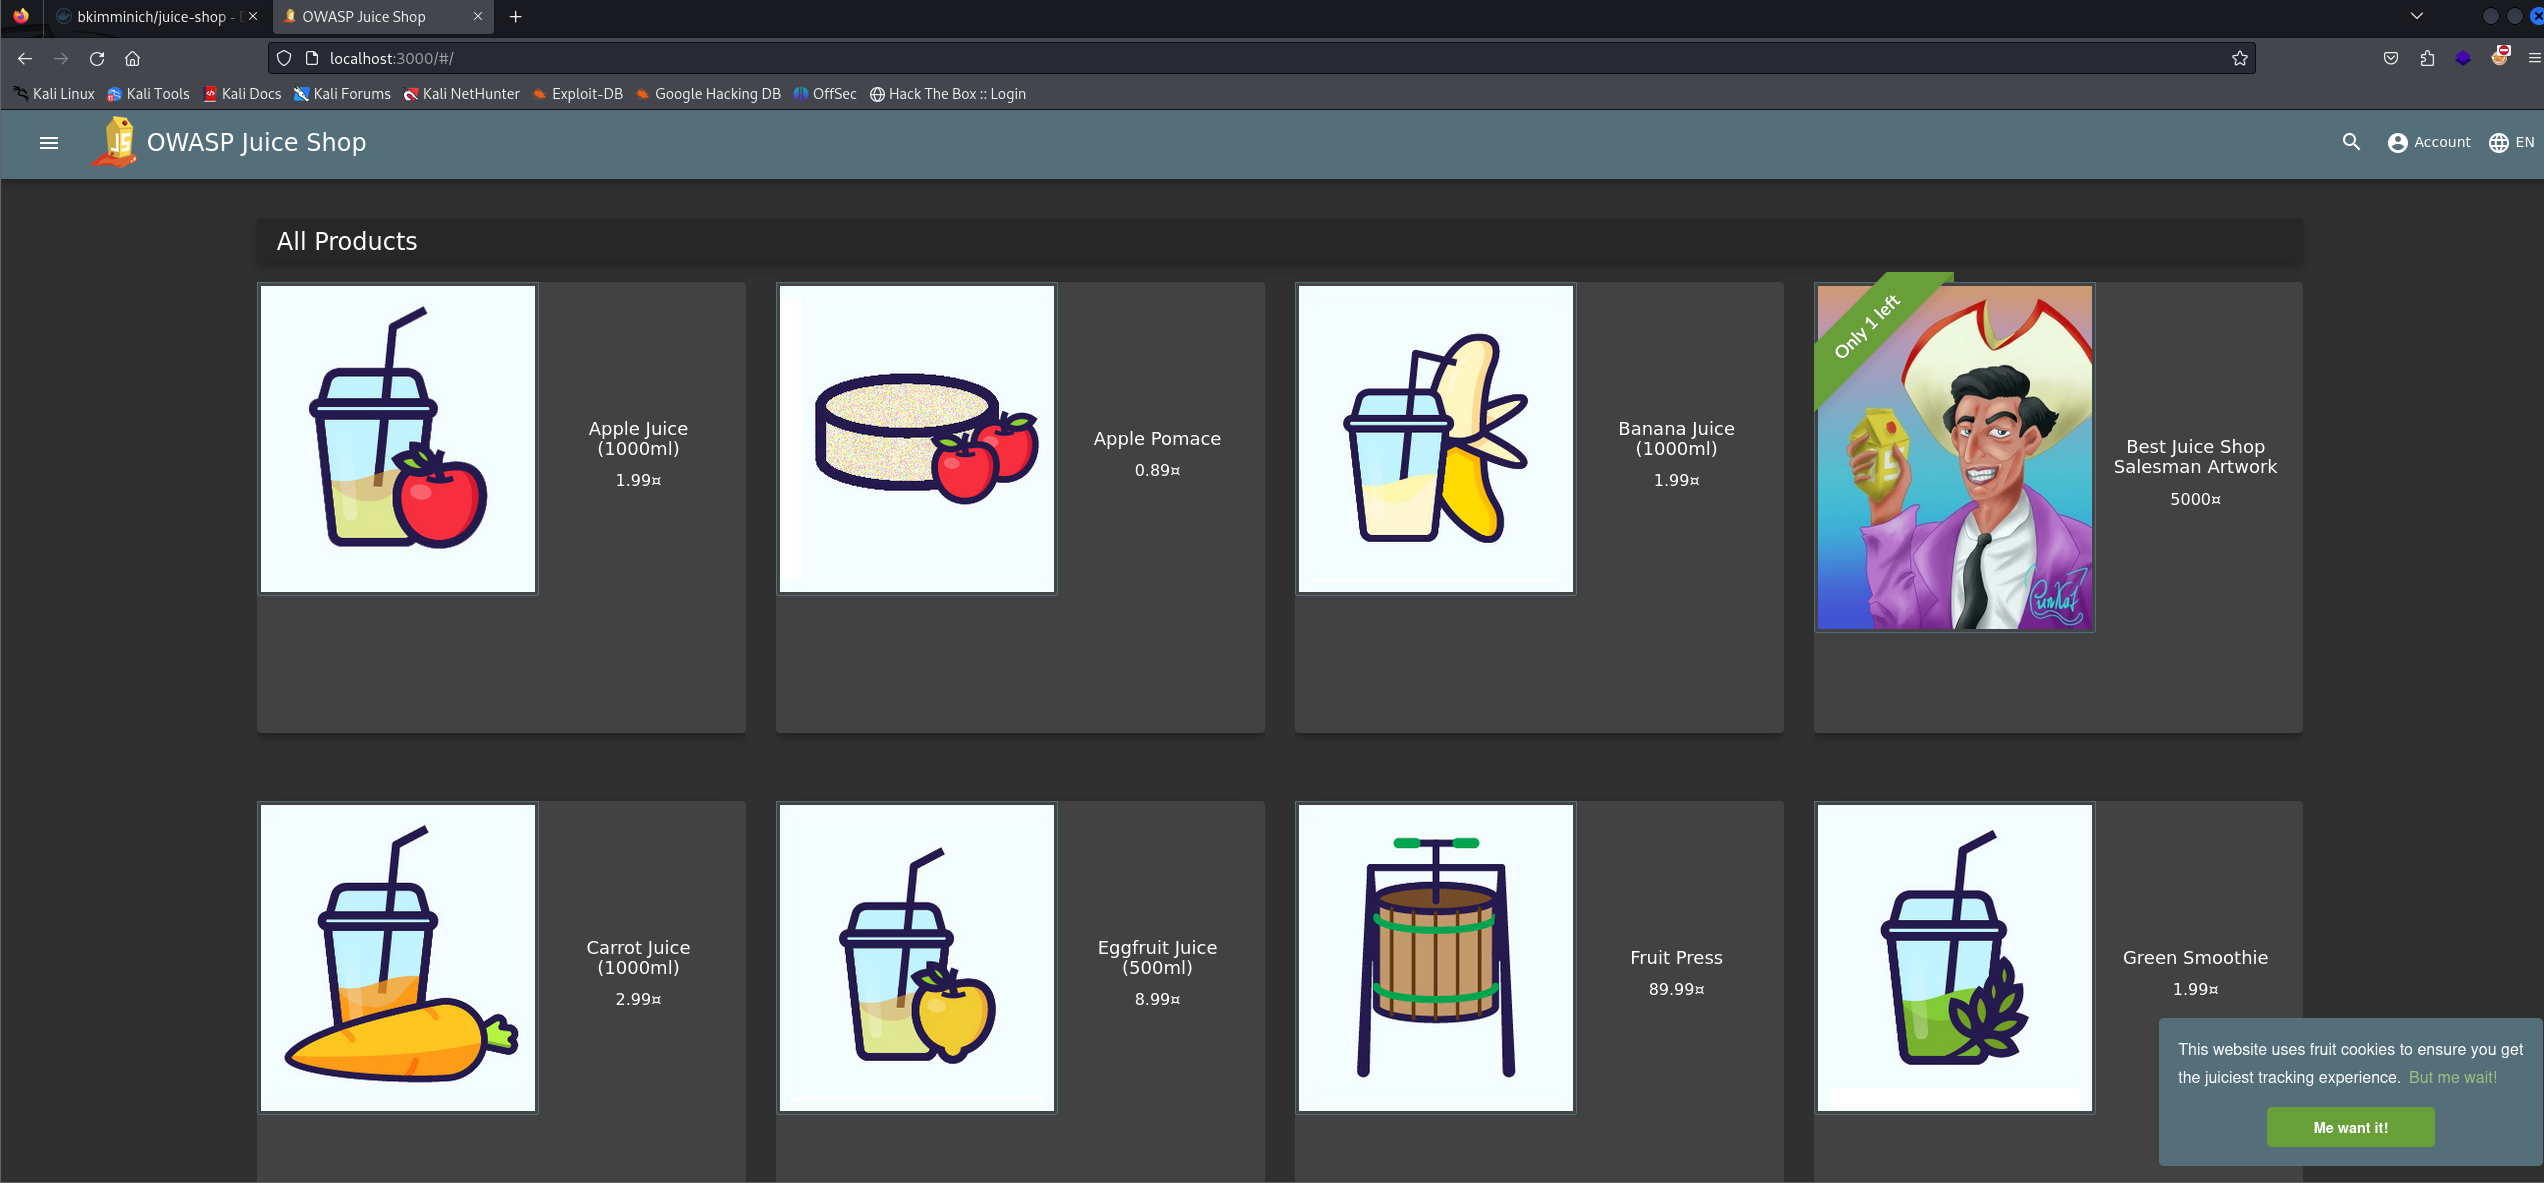 bkimminich/juice-shop -
OWASP Juice Shop
localhost:3000/#/
Kali Linux Kali Tools Kali Docs Kali Forums Kali NetHunter Exploit-DB Google Hacking DB OffSec Hack The Box :: Login
JS OWASP Juice Shop
Account EN
All Products
Apple Juice
(1000ml)
1.99¤
Apple Pomace
0.89¤
Banana Juice
(1000ml)
1.99¤
Only 1 left
Best Juice Shop
Salesman Artwork
5000¤
Carrot Juice
(1000ml)
2.99¤
Eggfruit Juice
(500ml)
8.99¤
Fruit Press
89.99¤
Green Smoothie
1.99¤
This website uses fruit cookies to ensure you get
the juiciest tracking experience. But me wait!
Me want it!